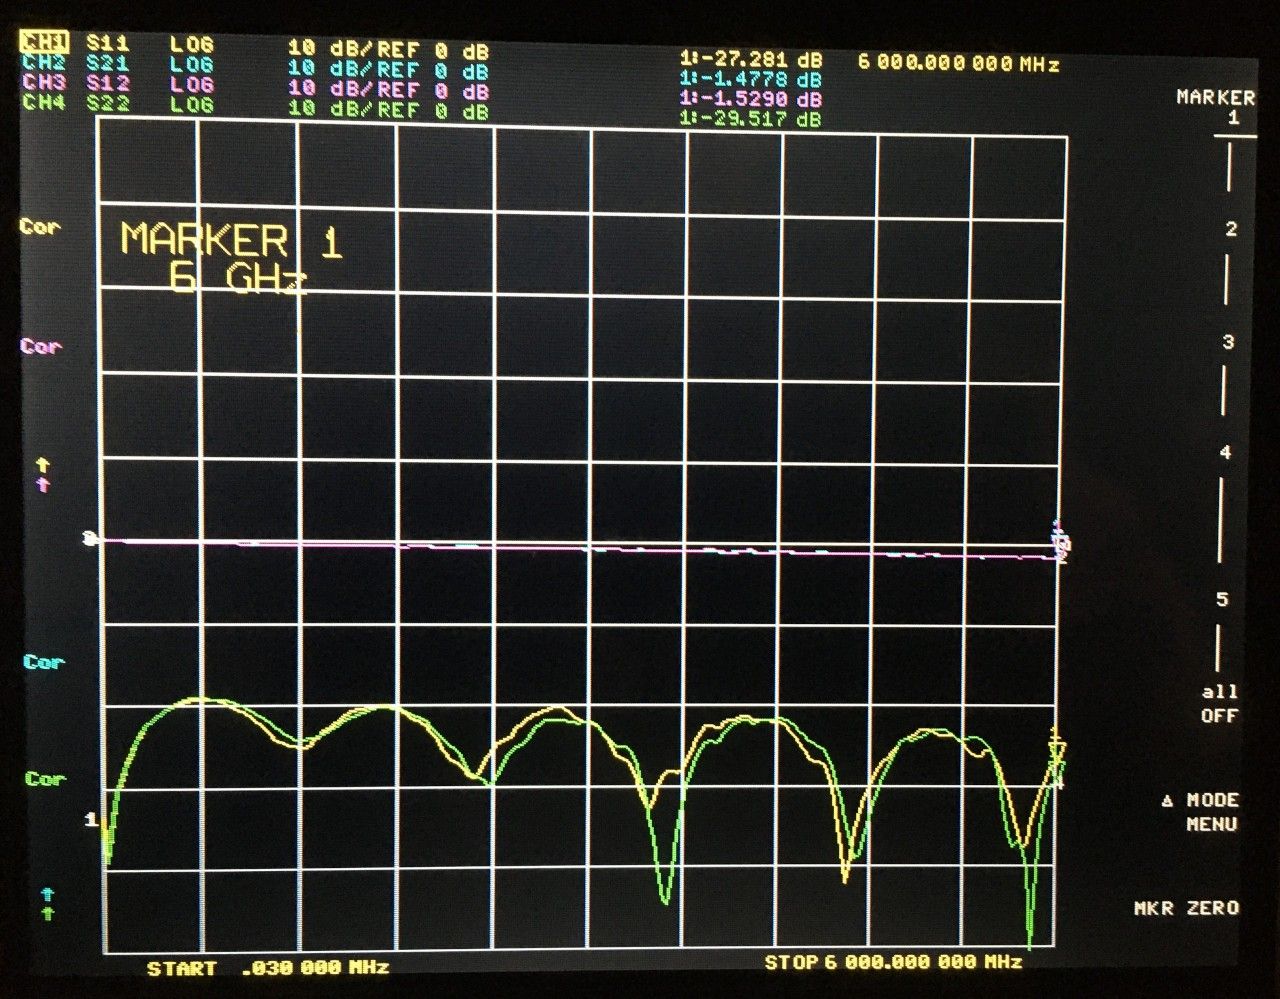 CH1 S11 LOG 10 dB/REF 0 dB 1:-27.281 dB 6 000.000 000 MHz
CH2 S21 LOG 10 dB/REF 0 dB 1:-1.4778 dB
CH3 S12 LOG 10 dB/REF 0 dB 1:-1.5290 dB
CH4 S22 LOG 10 dB/REF 0 dB 1:-29.517 dB
MARKER
1
Cor
MARKER 1
6 GHz
2
Cor
3
4
5
Cor
all
OFF
Cor
1
Δ MODE
MENU
MKR ZERO
START .030 000 MHz
STOP 6 000.000 000 MHz